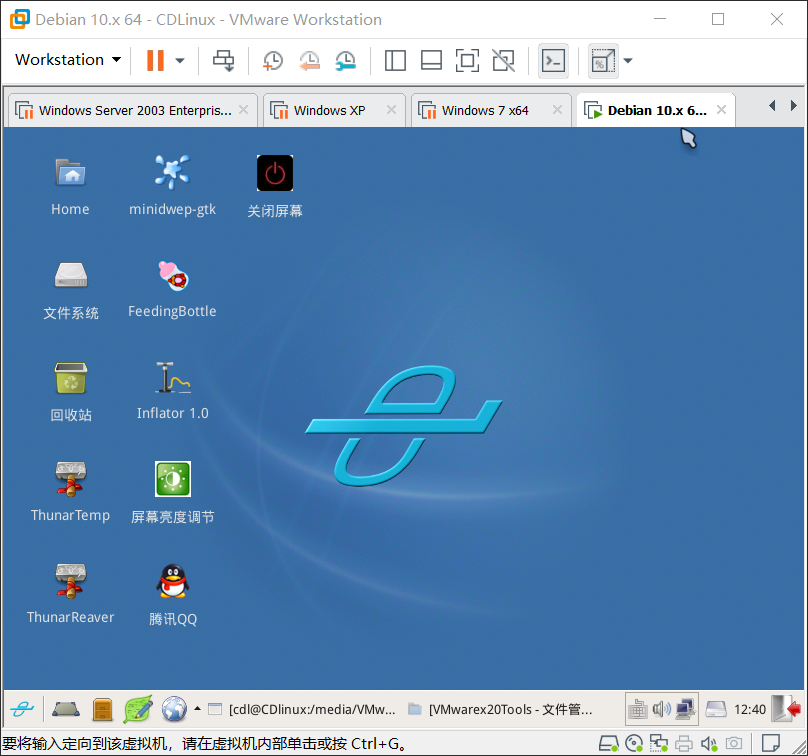 Debian 10.x 64 - CDLinux - VMware Workstation
Workstation
Windows Server 2003 Enterpris... Windows XP Windows 7 x64 Debian 10.x 6...
Home minidwep-gtk 关闭屏幕
文件系统 FeedingBottle
回收站 Inflator 1.0
ThunarTemp 屏幕亮度调节
ThunarReaver 腾讯QQ
[cdl@CDlinux:/media/VMw... [VMwarex20Tools - 文件管... 12:40
要将输入定向到该虚拟机，请在虚拟机内部单击或按 Ctrl+G。